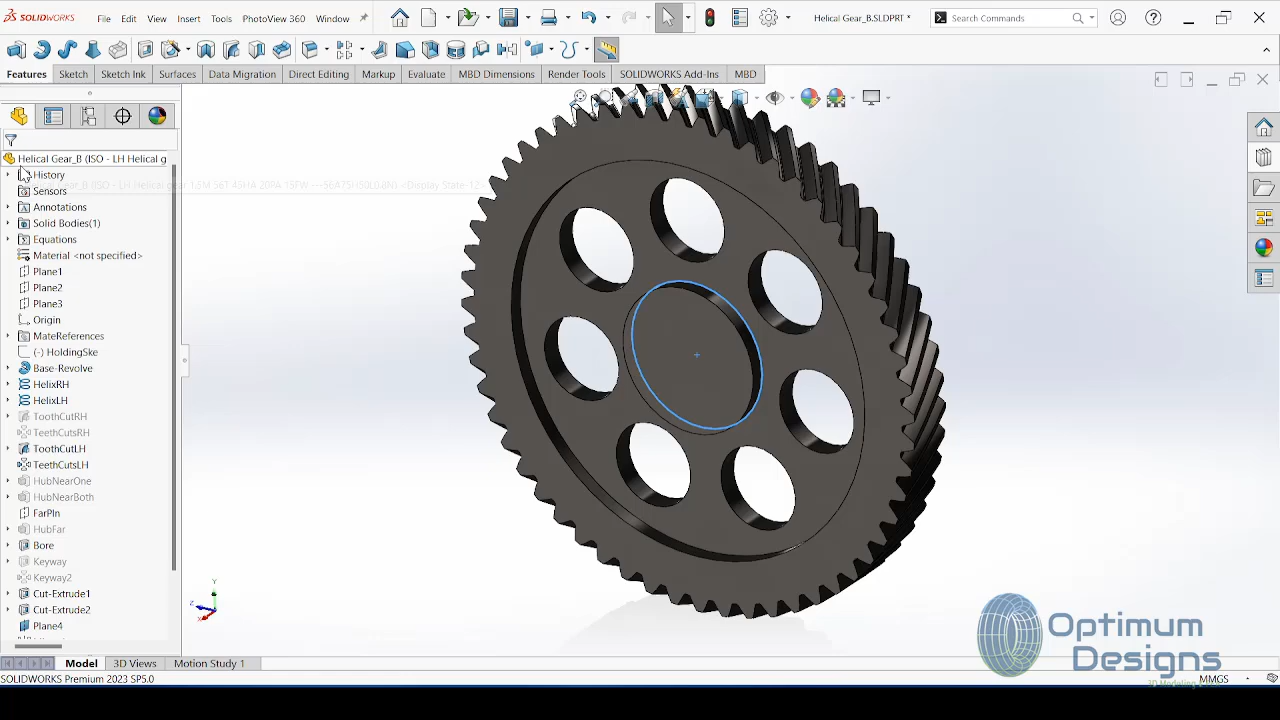 SOLIDWORKS File Edit View Insert Tools PhotoView 360 Window Helical Gear_B.SLDPRT * Search Commands
Features Sketch Sketch Ink Surfaces Data Migration Direct Editing Markup Evaluate MBD Dimensions Render Tools SOLIDWORKS Add-Ins MBD
Helical Gear_B (ISO - LH Helical g
History
Sensors
Annotations
Solid Bodies(1)
Equations
Material <not specified>
Plane1
Plane2
Plane3
Origin
MateReferences
(-) HoldingSke
Base-Revolve
HelixRH
HelixLH
ToothCutRH
TeethCutsRH
ToothCutLH
TeethCutsLH
HubNearOne
HubNearBoth
FarPln
HubFar
Bore
Keyway
Keyway2
Cut-Extrude1
Cut-Extrude2
Plane4
Y
Z
X
Optimum
Designs
Model 3D Views Motion Study 1
SOLIDWORKS Premium 2023 SP5.0 MMGS